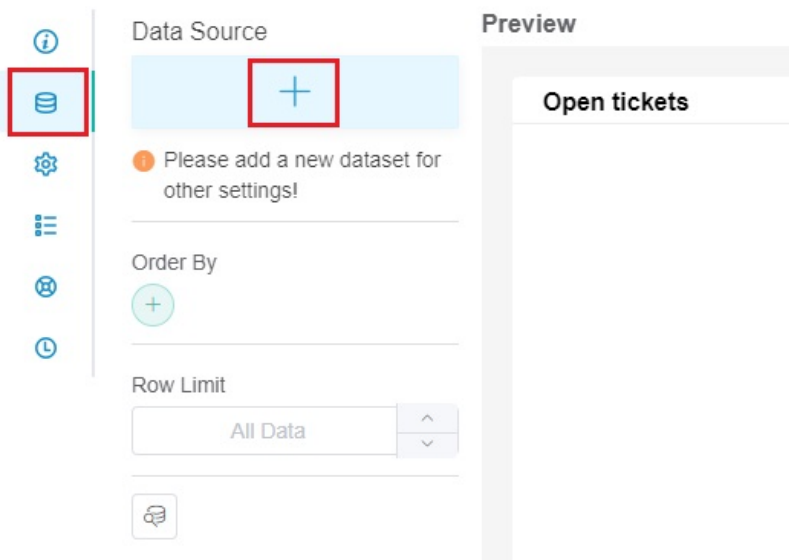 Data Source
Please add a new dataset for
other settings!
Order By
Row Limit
All Data
Preview
Open tickets